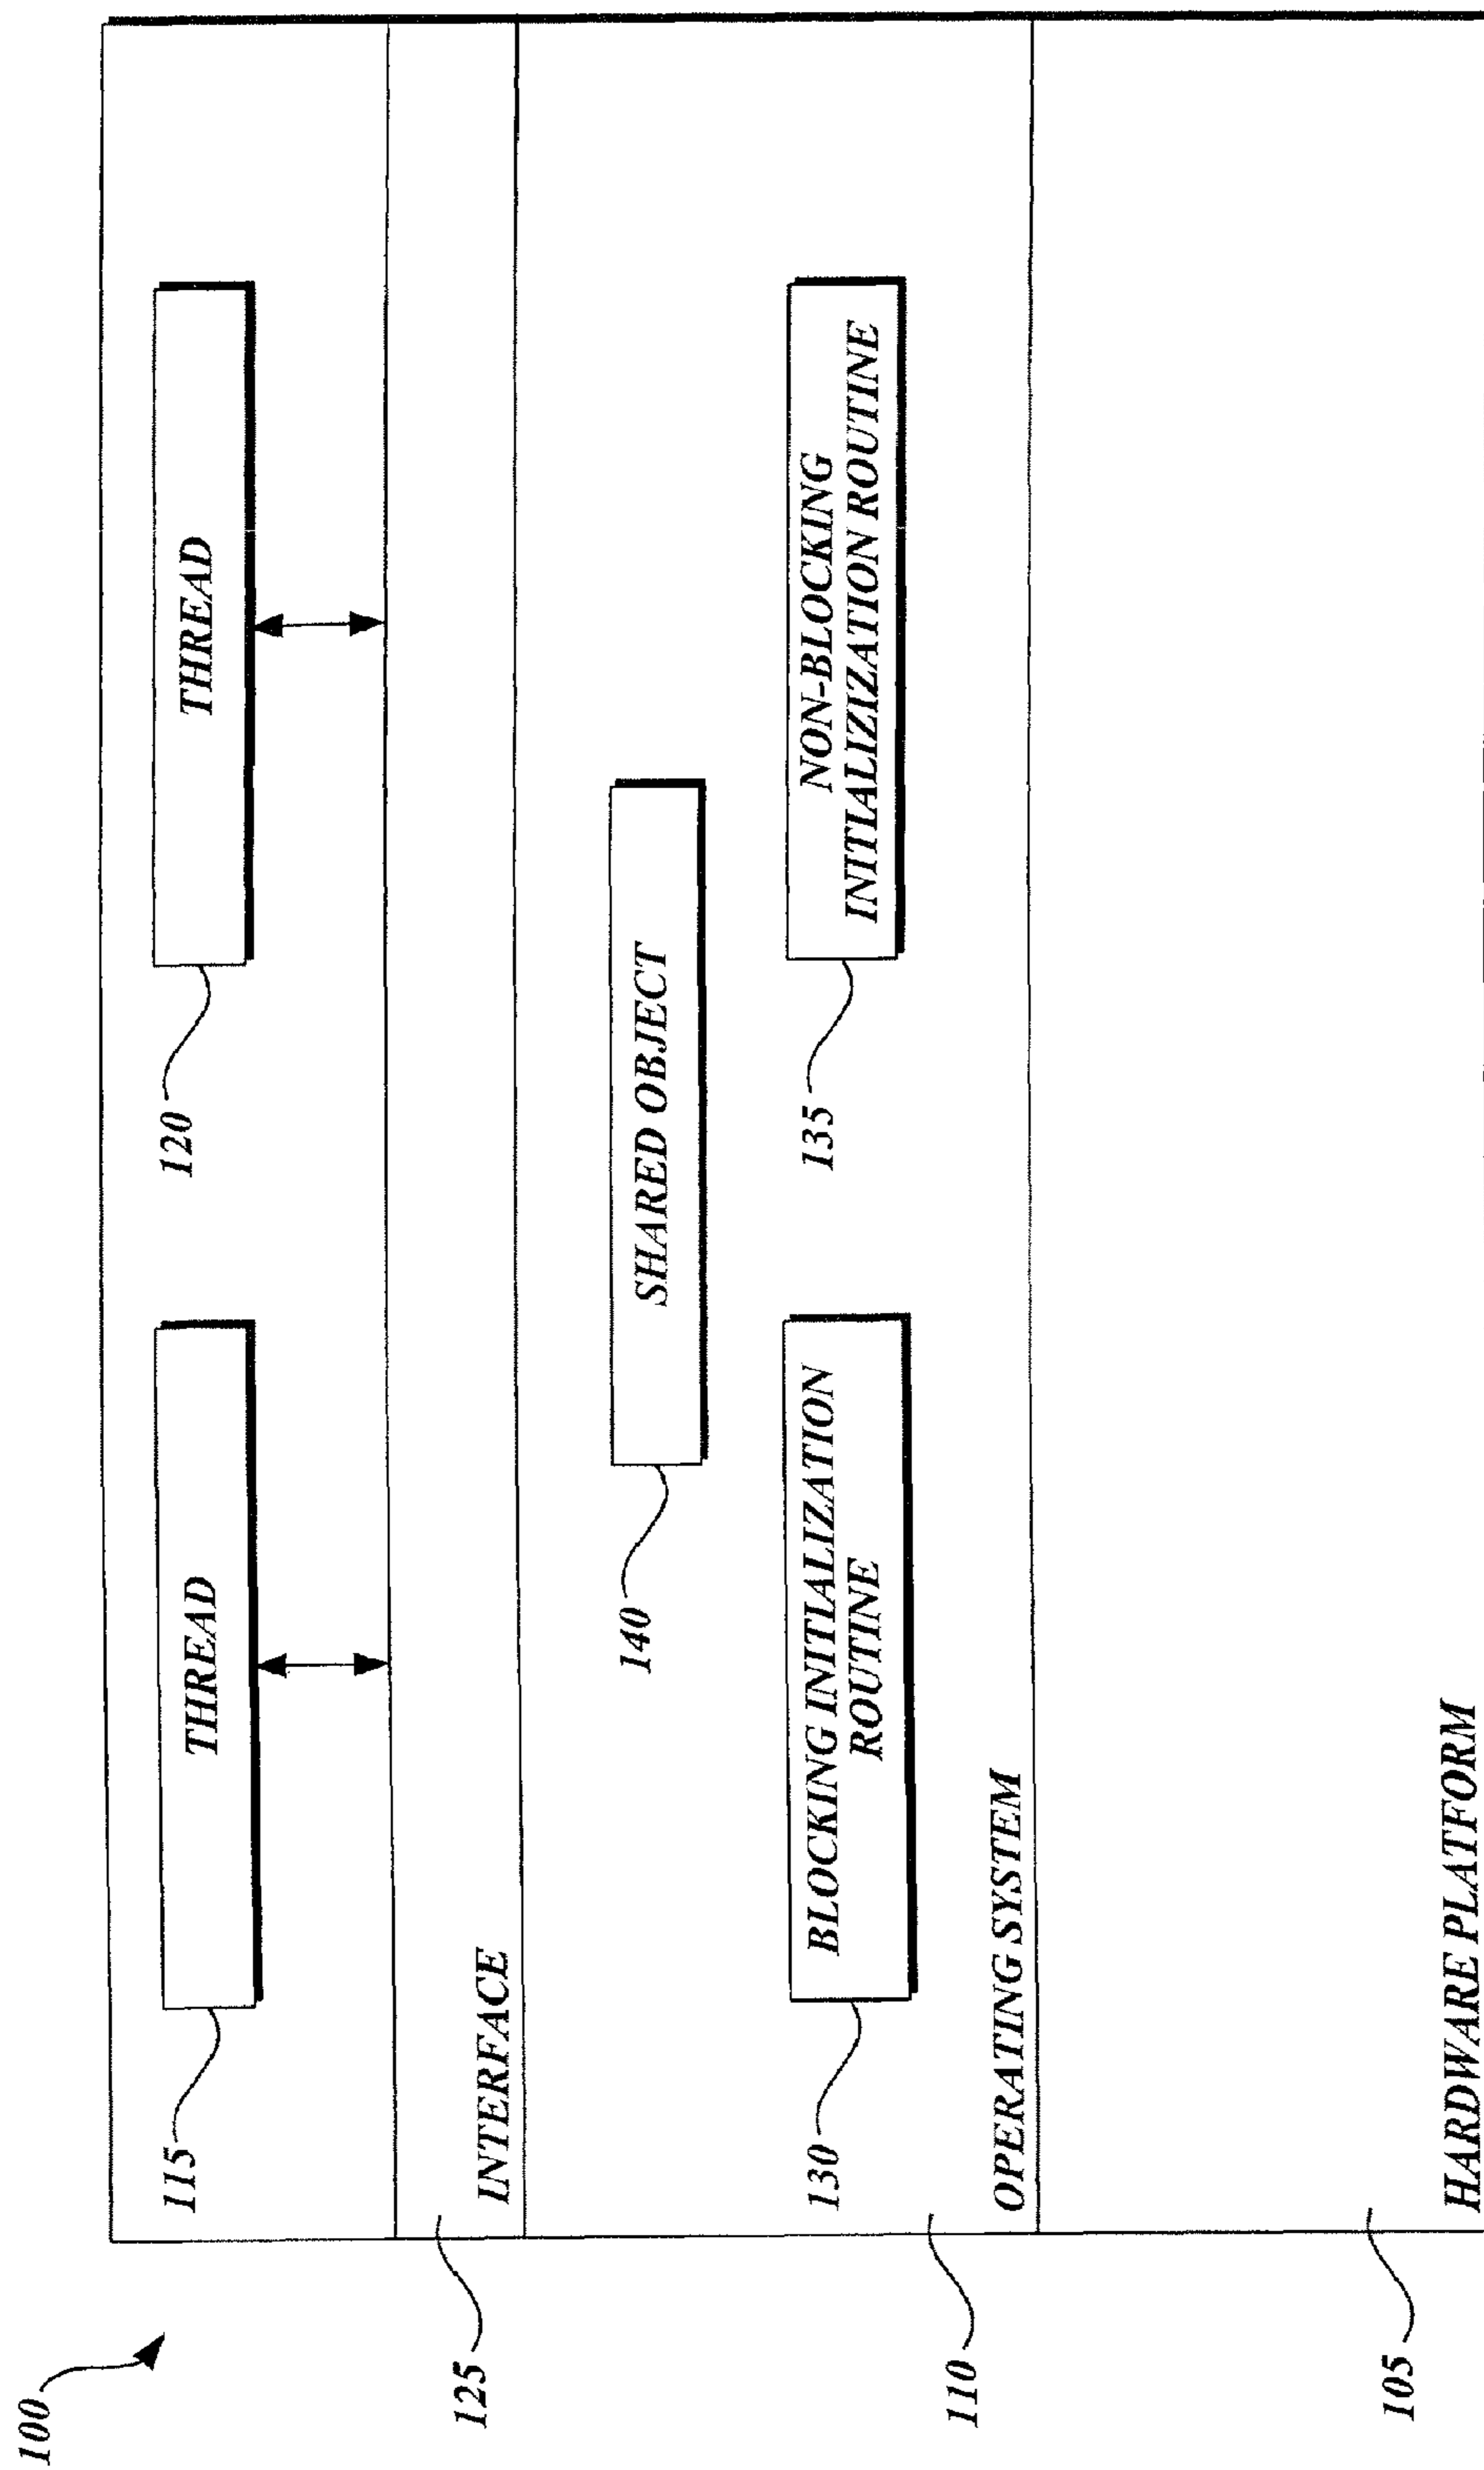 100
115
THREAD
120
THREAD
125
INTERFACE
140
SHARED OBJECT
130
BLOCKING INITIALIZATION
ROUTINE
135
NON-BLOCKING
INITIALIZIZATION ROUTINE
110
OPERATING SYSTEM
105
HARDWARE PLATFORM